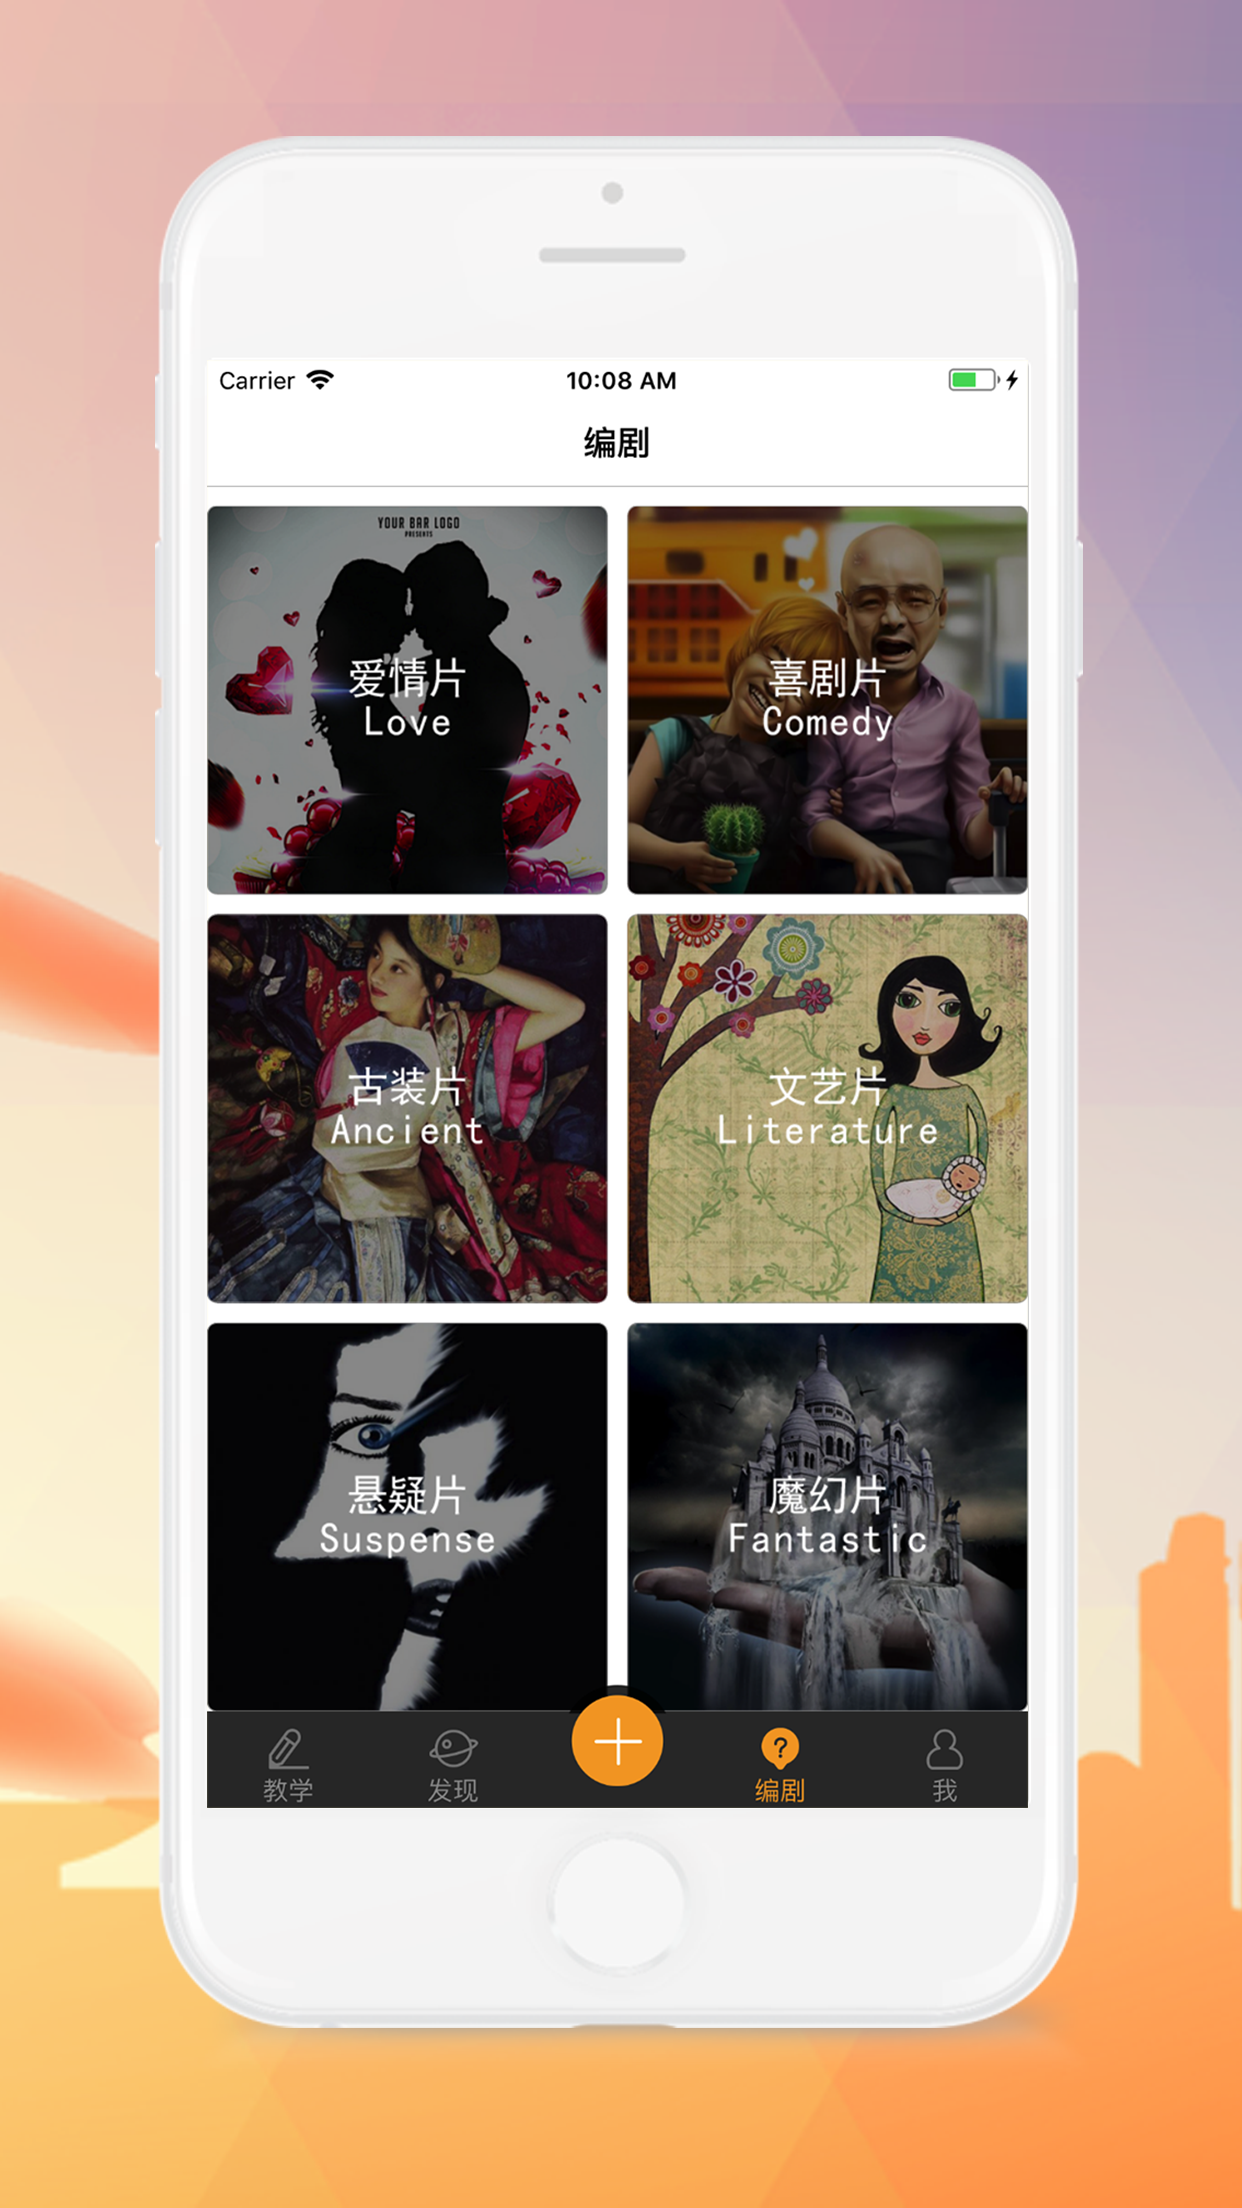 Carrier
10:08 AM
编剧
YOUR BAR LOGO
PRESENTS
爱情片
Love
喜剧片
Comedy
古装片
Ancient
文艺片
Literature
悬疑片
Suspense
魔幻片
Fantastic
教学
发现
编剧
我